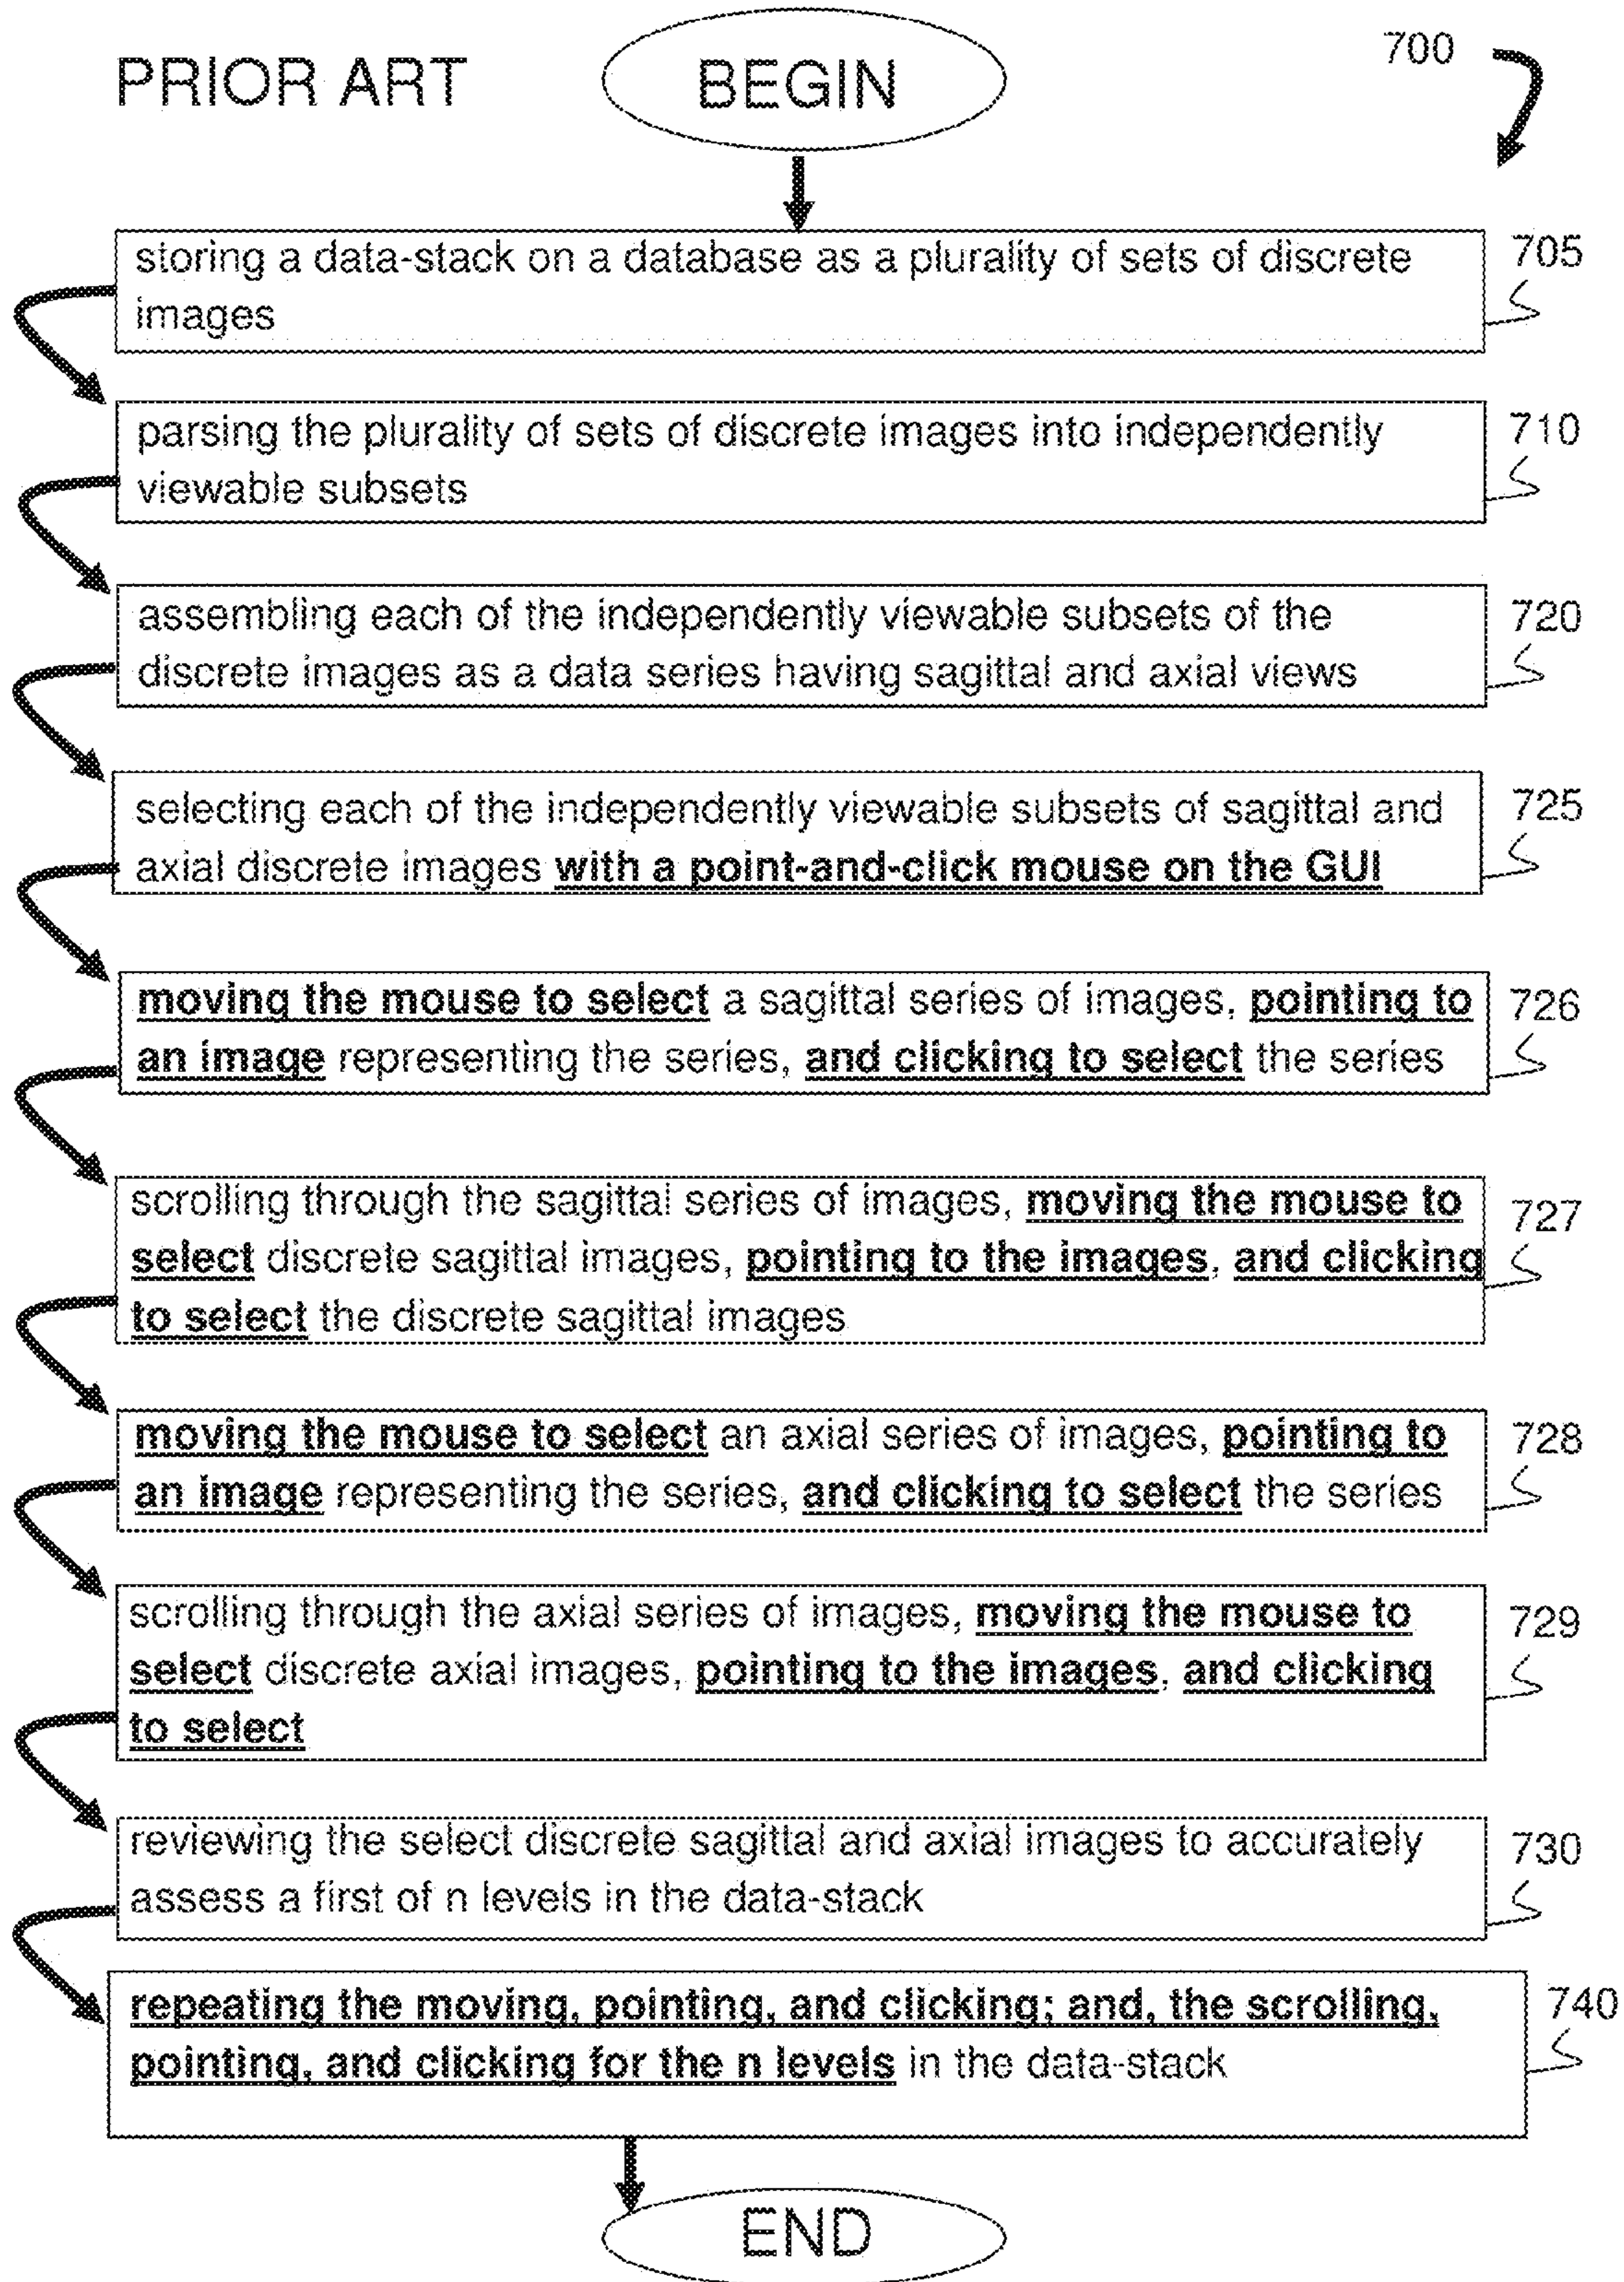 PRIOR ART
BEGIN
700
storing a data-stack on a database as a plurality of sets of discrete
images
705
parsing the plurality of sets of discrete images into independently
viewable subsets
710
assembling each of the independently viewable subsets of the
discrete images as a data series having sagittal and axial views
720
selecting each of the independently viewable subsets of sagittal and
axial discrete images with a point-and-click mouse on the GUI
725
moving the mouse to select a sagittal series of images, pointing to
an image representing the series, and clicking to select the series
726
scrolling through the sagittal series of images, moving the mouse to
select discrete sagittal images, pointing to the images, and clicking
to select the discrete sagittal images
727
moving the mouse to select an axial series of images, pointing to
an image representing the series, and clicking to select the series
728
scrolling through the axial series of images, moving the mouse to
select discrete axial images, pointing to the images, and clicking
to select
729
reviewing the select discrete sagittal and axial images to accurately
assess a first of n levels in the data-stack
730
repeating the moving, pointing, and clicking; and, the scrolling,
pointing, and clicking for the n levels in the data-stack
740
END